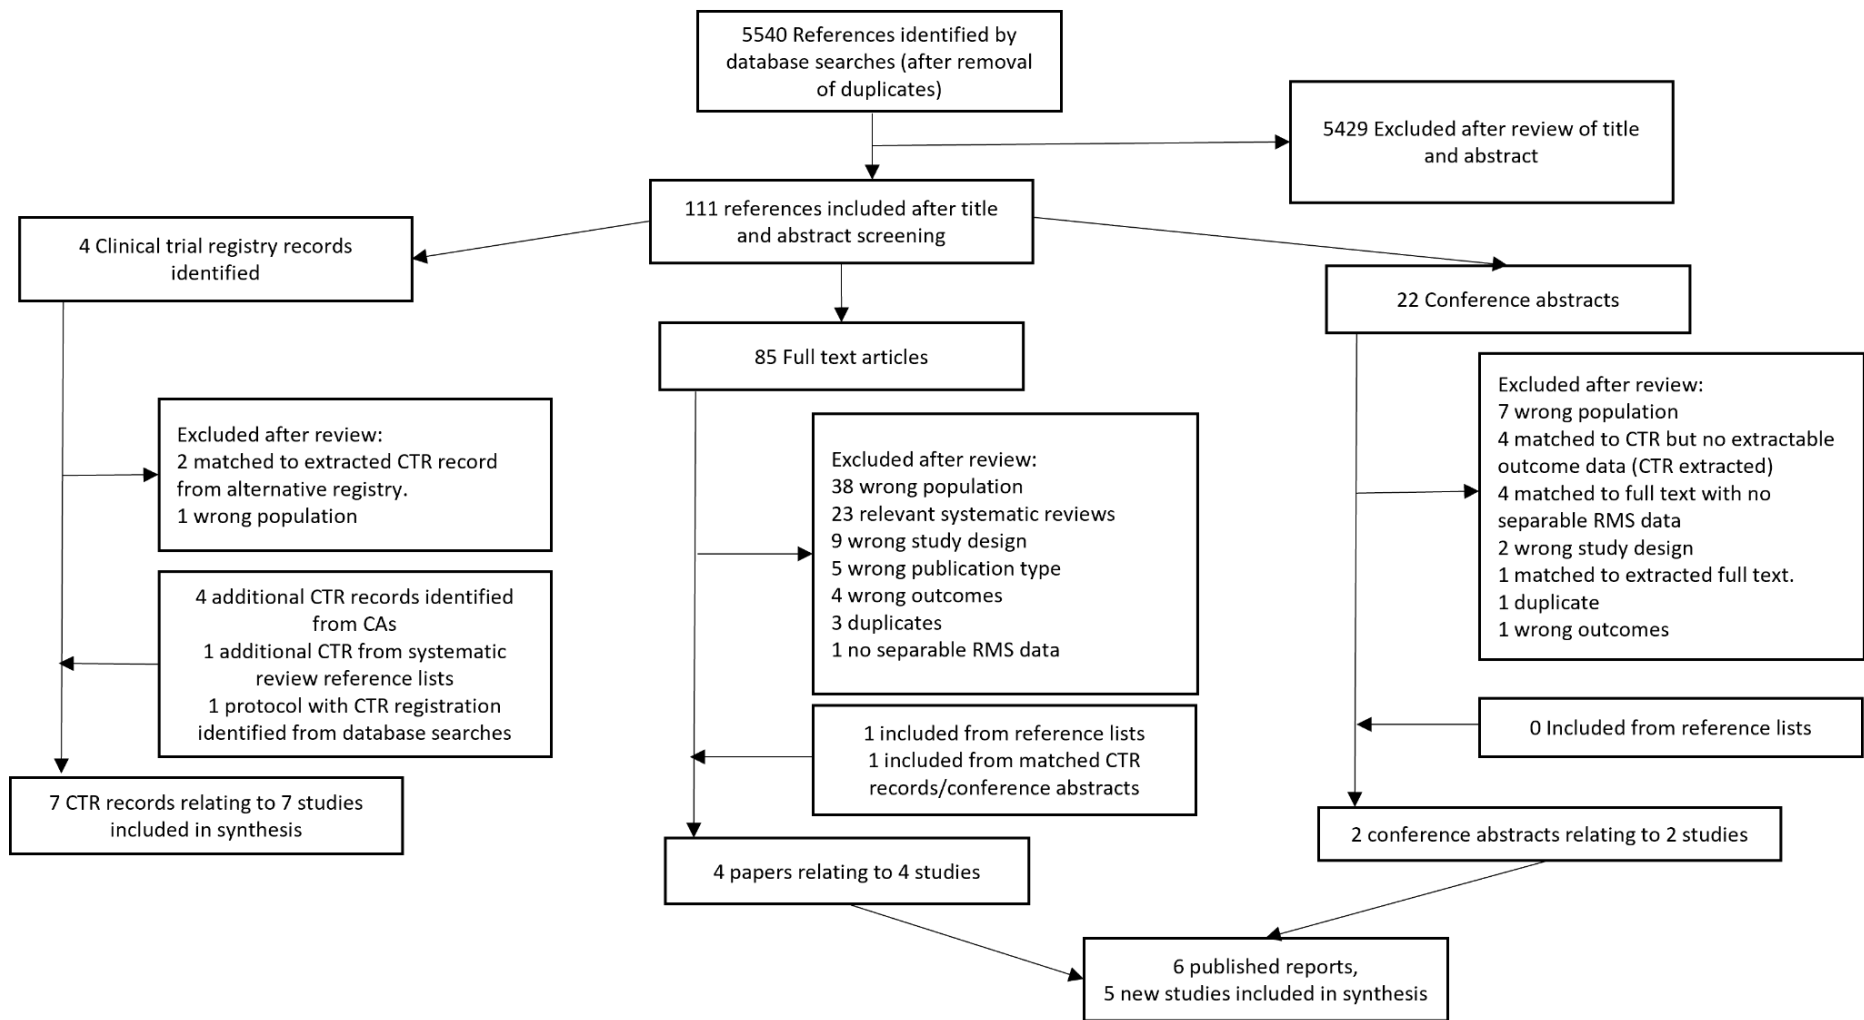 5540 References identified by
database searches (after removal
of duplicates)
5429 Excluded after review of title
and abstract
111 references included after title
and abstract screening
4 Clinical trial registry records
identified
85 Full text articles
22 Conference abstracts
Excluded after review:
2 matched to extracted CTR record
from alternative registry.
1 wrong population
Excluded after review:
38 wrong population
23 relevant systematic reviews
9 wrong study design
5 wrong publication type
4 wrong outcomes
3 duplicates
1 no separable RMS data
Excluded after review:
7 wrong population
4 matched to CTR but no extractable
outcome data (CTR extracted)
4 matched to full text with no
separable RMS data
2 wrong study design
1 matched to extracted full text.
1 duplicate
1 wrong outcomes
4 additional CTR records identified
from CAs
1 additional CTR from systematic
review reference lists
1 protocol with CTR registration
identified from database searches
1 included from reference lists
1 included from matched CTR
records/conference abstracts
0 Included from reference lists
7 CTR records relating to 7 studies
included in synthesis
4 papers relating to 4 studies
2 conference abstracts relating to 2 studies
6 published reports,
5 new studies included in synthesis